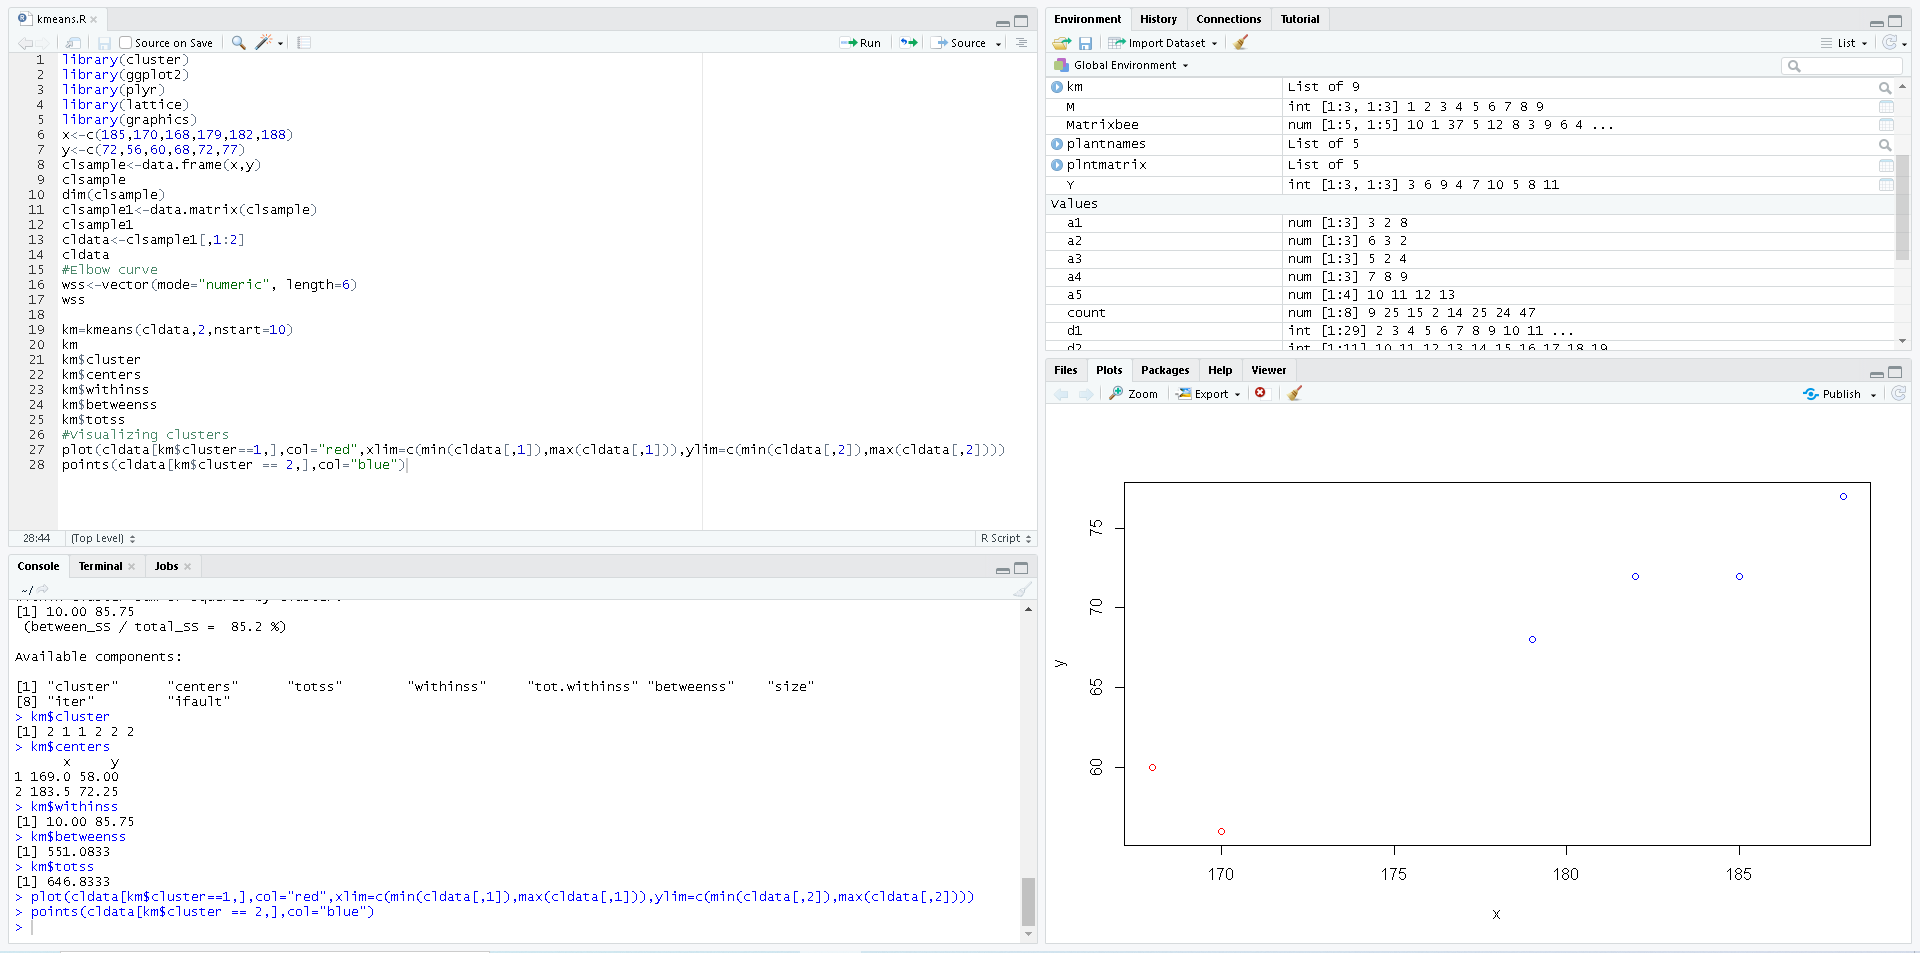 kmeans.R
Source on Save
Run
Source
1 library(cluster)
2 library(ggplot2)
3 library(plyr)
4 library(lattice)
5 library(graphics)
6 x<-c(185,170,168,179,182,188)
7 y<-c(72,56,60,68,72,77)
8 clsample<-data.frame(x,y)
9 clsample
10 dim(clsample)
11 clsample1<-data.matrix(clsample)
12 clsample1
13 cldata<-clsample1[,1:2]
14 cldata
15 #Elbow curve
16 wss<-vector(mode="numeric", length=6)
17 wss
18
19 km=kmeans(cldata,2,nstart=10)
20 km
21 km$cluster
22 km$centers
23 km$withinss
24 km$betweenss
25 km$totss
26 #Visualizing clusters
27 plot(cldata[km$cluster==1,],col="red",xlim=c(min(cldata[,1]),max(cldata[,1])),ylim=c(min(cldata[,2]),max(cldata[,2])))
28 points(cldata[km$cluster == 2,],col="blue")
28:44 (Top Level) R Script
Console Terminal Jobs
~/
[1] 10.00 85.75
(between_SS / total_SS = 85.2 %)
Available components:
[1] "cluster" "centers" "totss" "withinss" "tot.withinss" "betweenss" "size"
[8] "iter" "ifault"
> km$cluster
[1] 2 1 1 2 2 2
> km$centers
x y
1 169.0 58.00
2 183.5 72.25
> km$withinss
[1] 10.00 85.75
> km$betweenss
[1] 551.0833
> km$totss
[1] 646.8333
> plot(cldata[km$cluster==1,],col="red",xlim=c(min(cldata[,1]),max(cldata[,1])),ylim=c(min(cldata[,2]),max(cldata[,2])))
> points(cldata[km$cluster == 2,],col="blue")
>
Environment History Connections Tutorial
Import Dataset List
Global Environment
km List of 9
M int [1:3, 1:3] 1 2 3 4 5 6 7 8 9
Matrixbee num [1:5, 1:5] 10 1 37 5 12 8 3 9 6 4 ...
plantnames List of 5
plntmatrix List of 5
Y int [1:3, 1:3] 3 6 9 4 7 10 5 8 11
Values
a1 num [1:3] 3 2 8
a2 num [1:3] 6 3 2
a3 num [1:3] 5 2 4
a4 num [1:3] 7 8 9
a5 num [1:4] 10 11 12 13
count num [1:8] 9 25 15 2 14 25 24 47
d1 int [1:29] 2 3 4 5 6 7 8 9 10 11 ...
d2 int [1:11] 10 11 12 13 14 15 16 17 18 19
Files Plots Packages Help Viewer
Zoom Export Publish
75
70
65
60
y
170 175 180 185
x